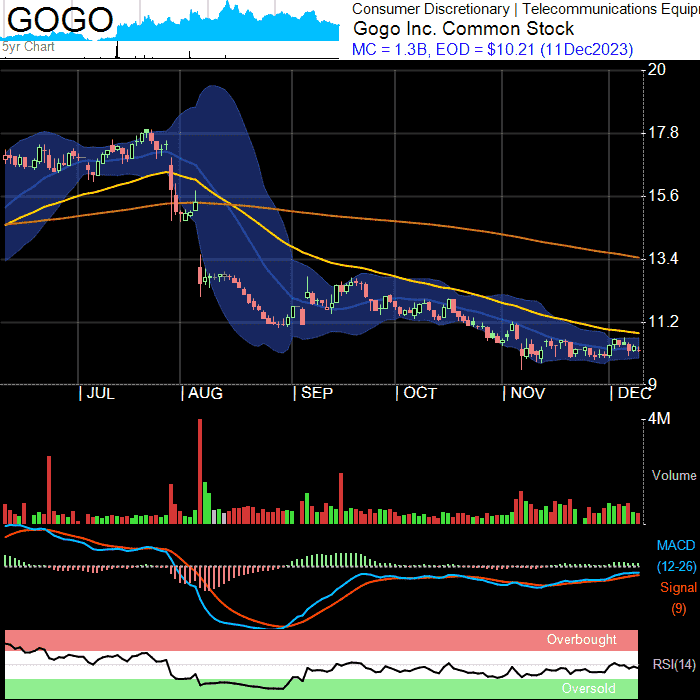 GOGO
5yr Chart
Consumer Discretionary | Telecommunications Equip
Gogo Inc. Common Stock
MC = 1.3B, EOD = $10.21 (11Dec2023)
20
17.8
15.6
13.4
11.2
9
JUL
AUG
SEP
OCT
NOV
DEC
4M
Volume
MACD
(12-26)
Signal
(9)
Overbought
RSI(14)
Oversold